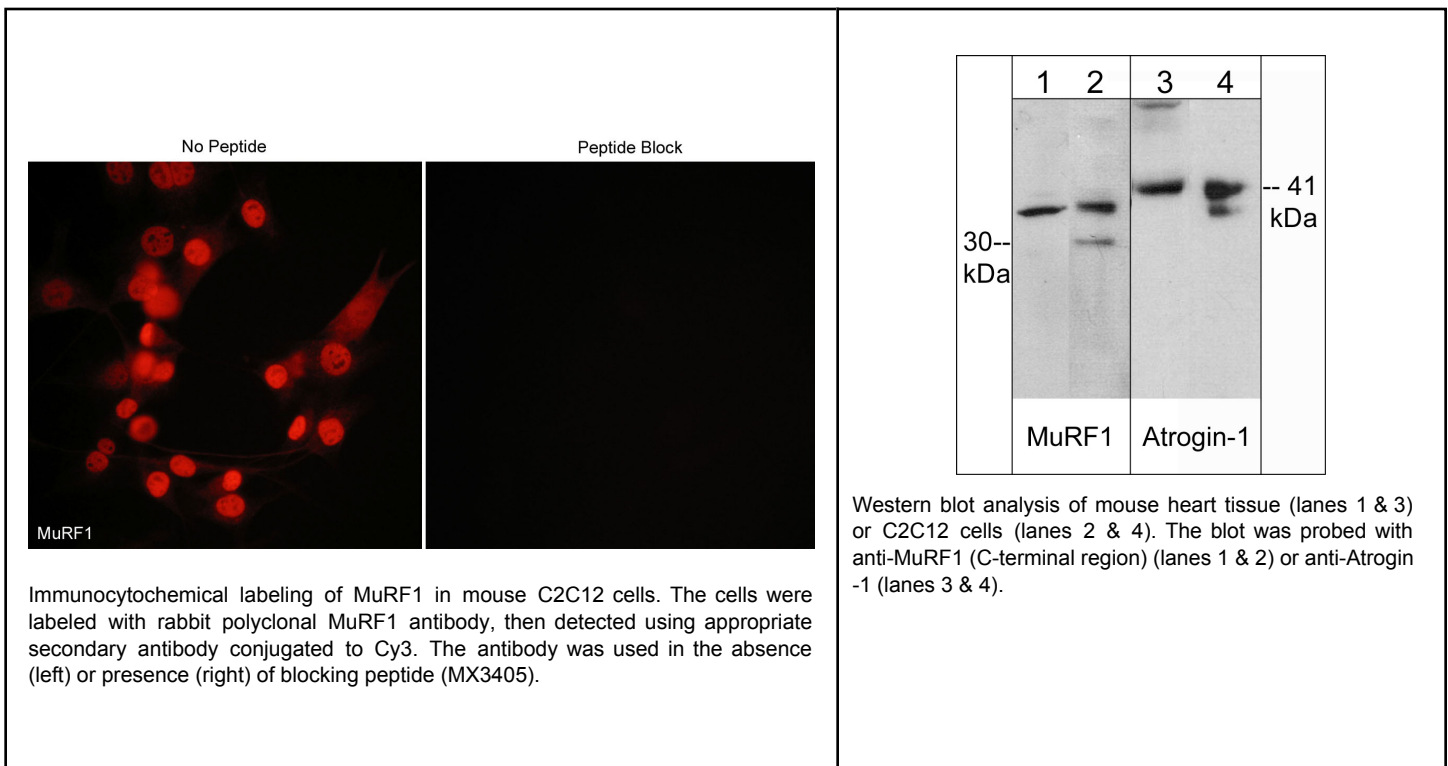 No Peptide
Peptide Block
MuRF1
Immunocytochemical labeling of MuRF1 in mouse C2C12 cells. The cells were
labeled with rabbit polyclonal MuRF1 antibody, then detected using appropriate
secondary antibody conjugated to Cy3. The antibody was used in the absence
(left) or presence (right) of blocking peptide (MX3405).
1 2 3 4
-- 41
kDa
30--
kDa
MuRF1 Atrogin-1
Western blot analysis of mouse heart tissue (lanes 1 & 3)
or C2C12 cells (lanes 2 & 4). The blot was probed with
anti-MuRF1 (C-terminal region) (lanes 1 & 2) or anti-Atrogin
-1 (lanes 3 & 4).